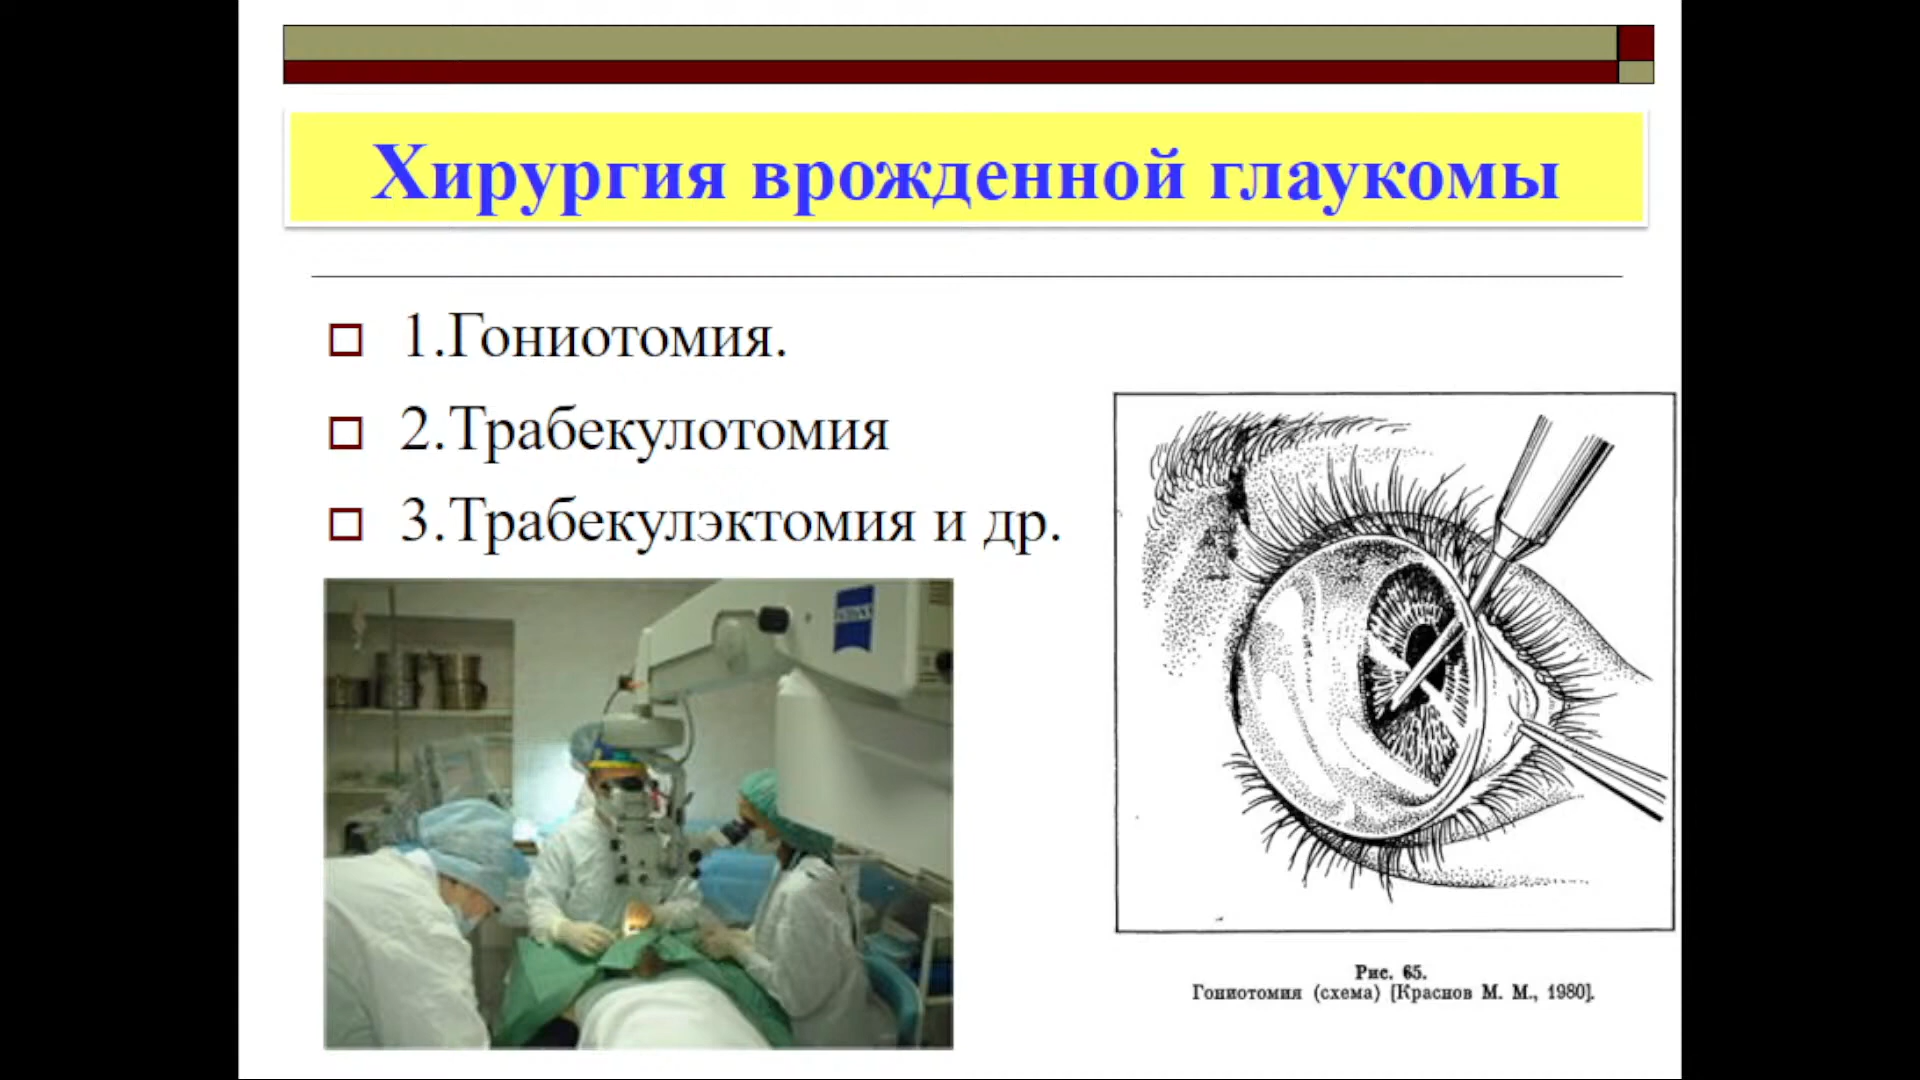 Хирургия врожденной глаукомы
1.Гониотомия.
2.Трабекулотомия
3.Трабекулэктомия и др.
Рис. 65.
Гониотомия (схема) [Краснов М. М., 1980].